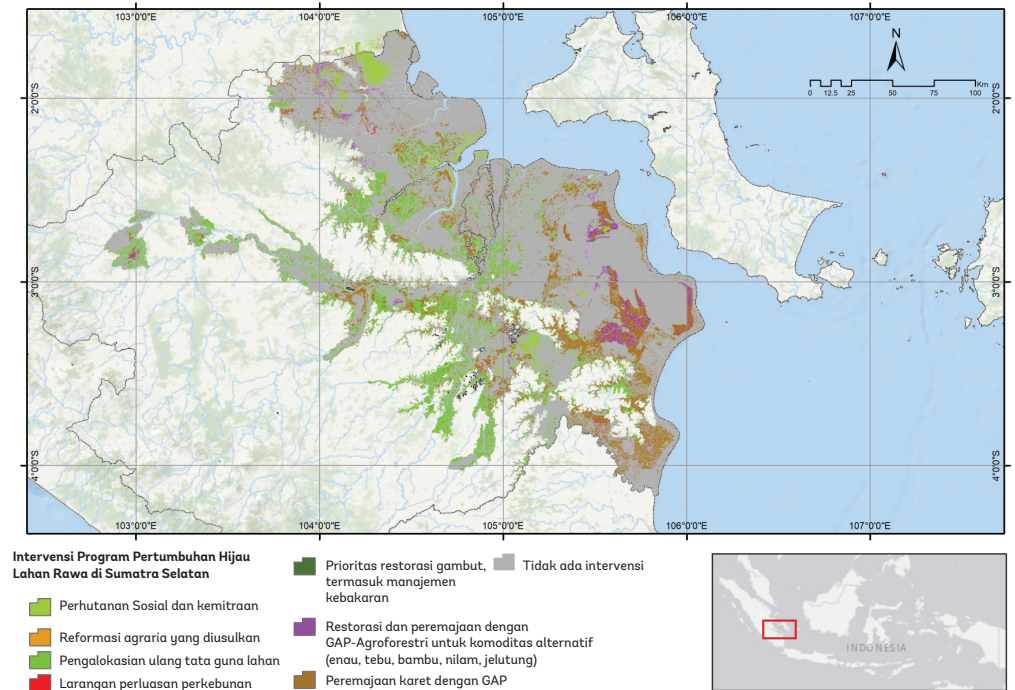 103°0'0"E 104°0'0"E 105°0'0"E 106°0'0"E 107°0'0"E
N
Km
0 12.5 25 50 75 100
2°0'0"S 2°0'0"S
3°0'0"S 3°0'0"S
4°0'0"S 4°0'0"S
103°0'0"E 104°0'0"E 105°0'0"E 106°0'0"E 107°0'0"E
Intervensi Program Pertumbuhan Hijau
Lahan Rawa di Sumatra Selatan
Perhutanan Sosial dan kemitraan
Reformasi agraria yang diusulkan
Pengalokasian ulang tata guna lahan
Larangan perluasan perkebunan
Prioritas restorasi gambut,
termasuk manajemen
kebakaran
Restorasi dan peremajaan dengan
GAP-Agroforestri untuk komoditas alternatif
(enau, tebu, bambu, nilam, jelutung)
Peremajaan karet dengan GAP
Tidak ada intervensi
INDONESIA